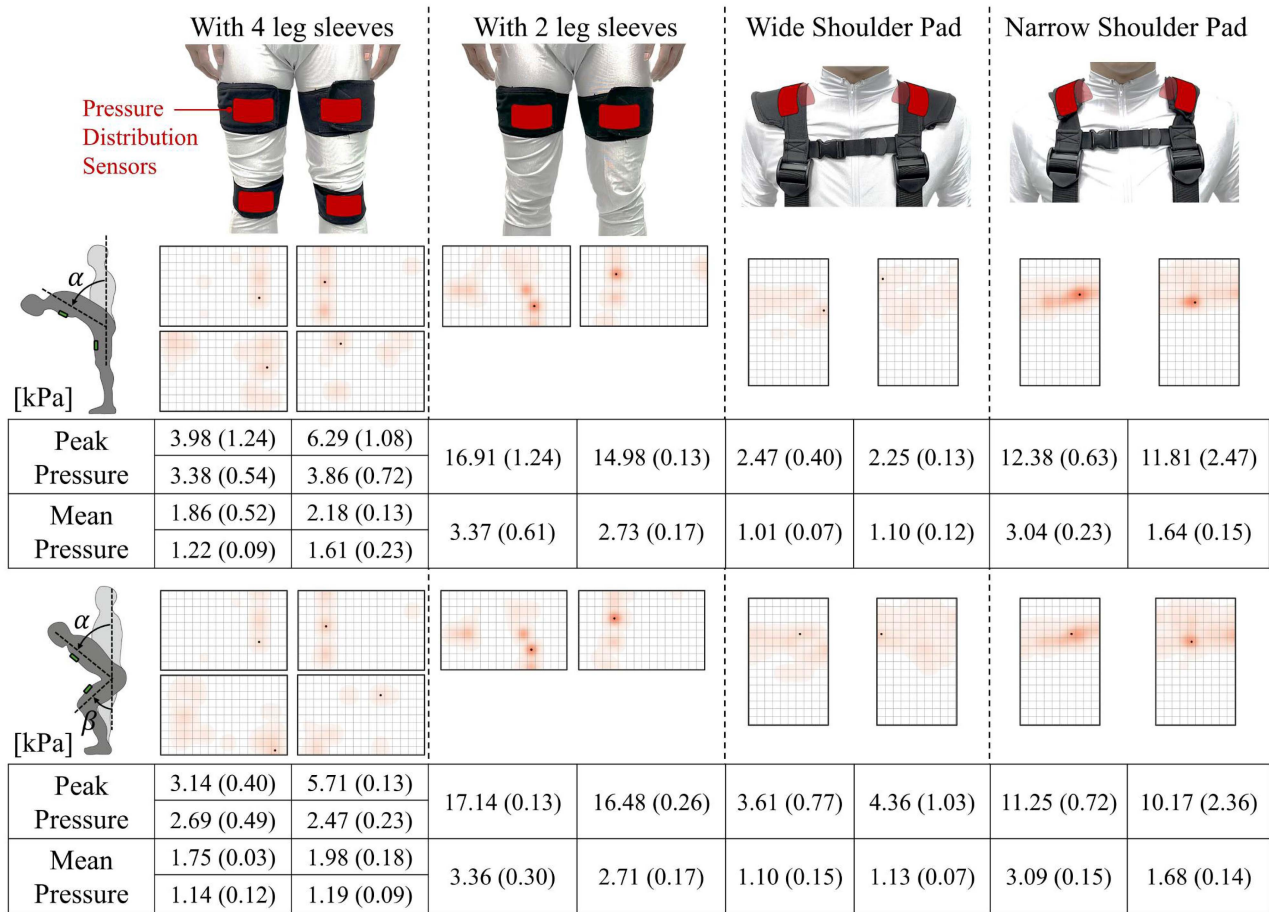 With 4 leg sleeves
With 2 leg sleeves
Wide Shoulder Pad
Narrow Shoulder Pad
Pressure
Distribution
Sensors
α
[kPa]
Peak
Pressure
3.98 (1.24)
6.29 (1.08)
3.38 (0.54)
3.86 (0.72)
16.91 (1.24)
14.98 (0.13)
2.47 (0.40)
2.25 (0.13)
12.38 (0.63)
11.81 (2.47)
Mean
Pressure
1.86 (0.52)
2.18 (0.13)
1.22 (0.09)
1.61 (0.23)
3.37 (0.61)
2.73 (0.17)
1.01 (0.07)
1.10 (0.12)
3.04 (0.23)
1.64 (0.15)
α
β
[kPa]
Peak
Pressure
3.14 (0.40)
5.71 (0.13)
2.69 (0.49)
2.47 (0.23)
17.14 (0.13)
16.48 (0.26)
3.61 (0.77)
4.36 (1.03)
11.25 (0.72)
10.17 (2.36)
Mean
Pressure
1.75 (0.03)
1.98 (0.18)
1.14 (0.12)
1.19 (0.09)
3.36 (0.30)
2.71 (0.17)
1.10 (0.15)
1.13 (0.07)
3.09 (0.15)
1.68 (0.14)